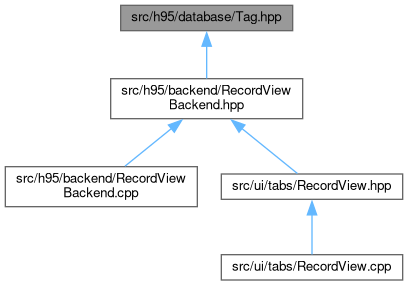 src/h95/database/Tag.hpp
src/h95/backend/RecordView
Backend.hpp
src/h95/backend/RecordView
Backend.cpp
src/ui/tabs/RecordView.hpp
src/ui/tabs/RecordView.cpp